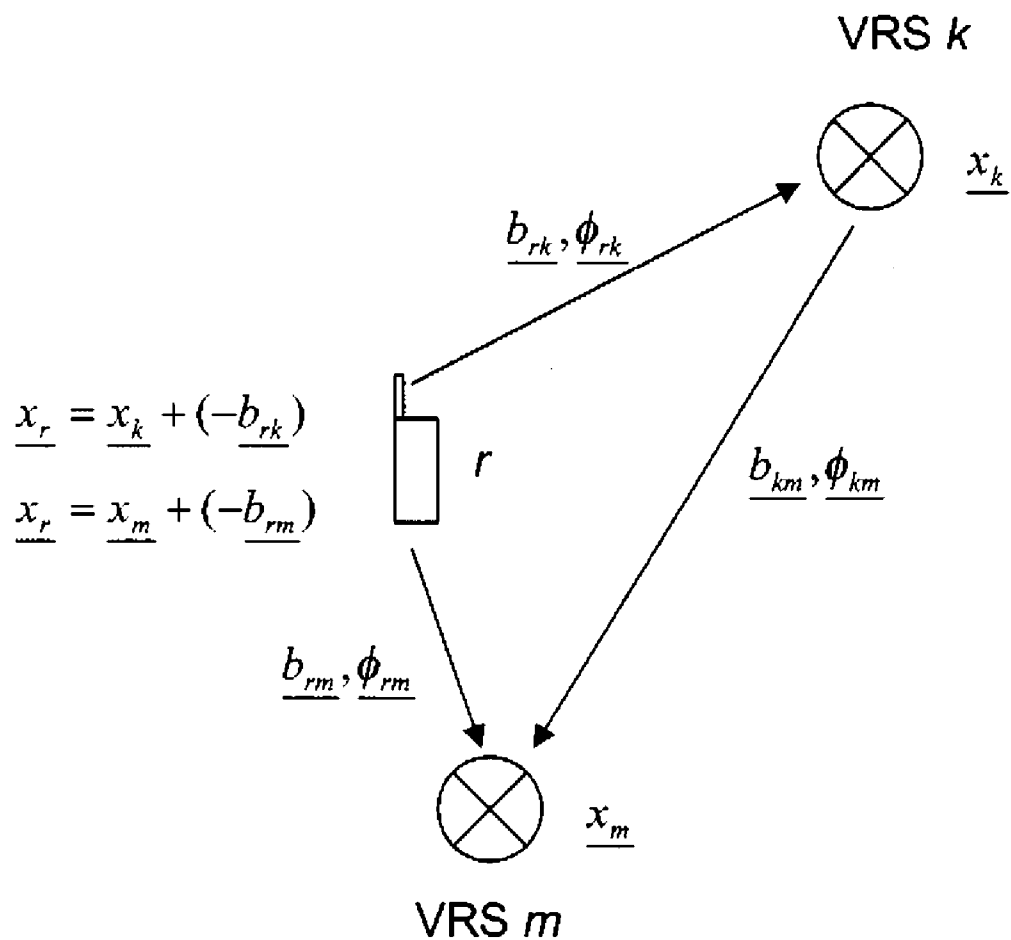 VRS k
x_k
b_rk, ϕ_rk
x_r = x_k + (−b_rk)
r
x_r = x_m + (−b_rm)
b_km, ϕ_km
b_rm, ϕ_rm
x_m
VRS m